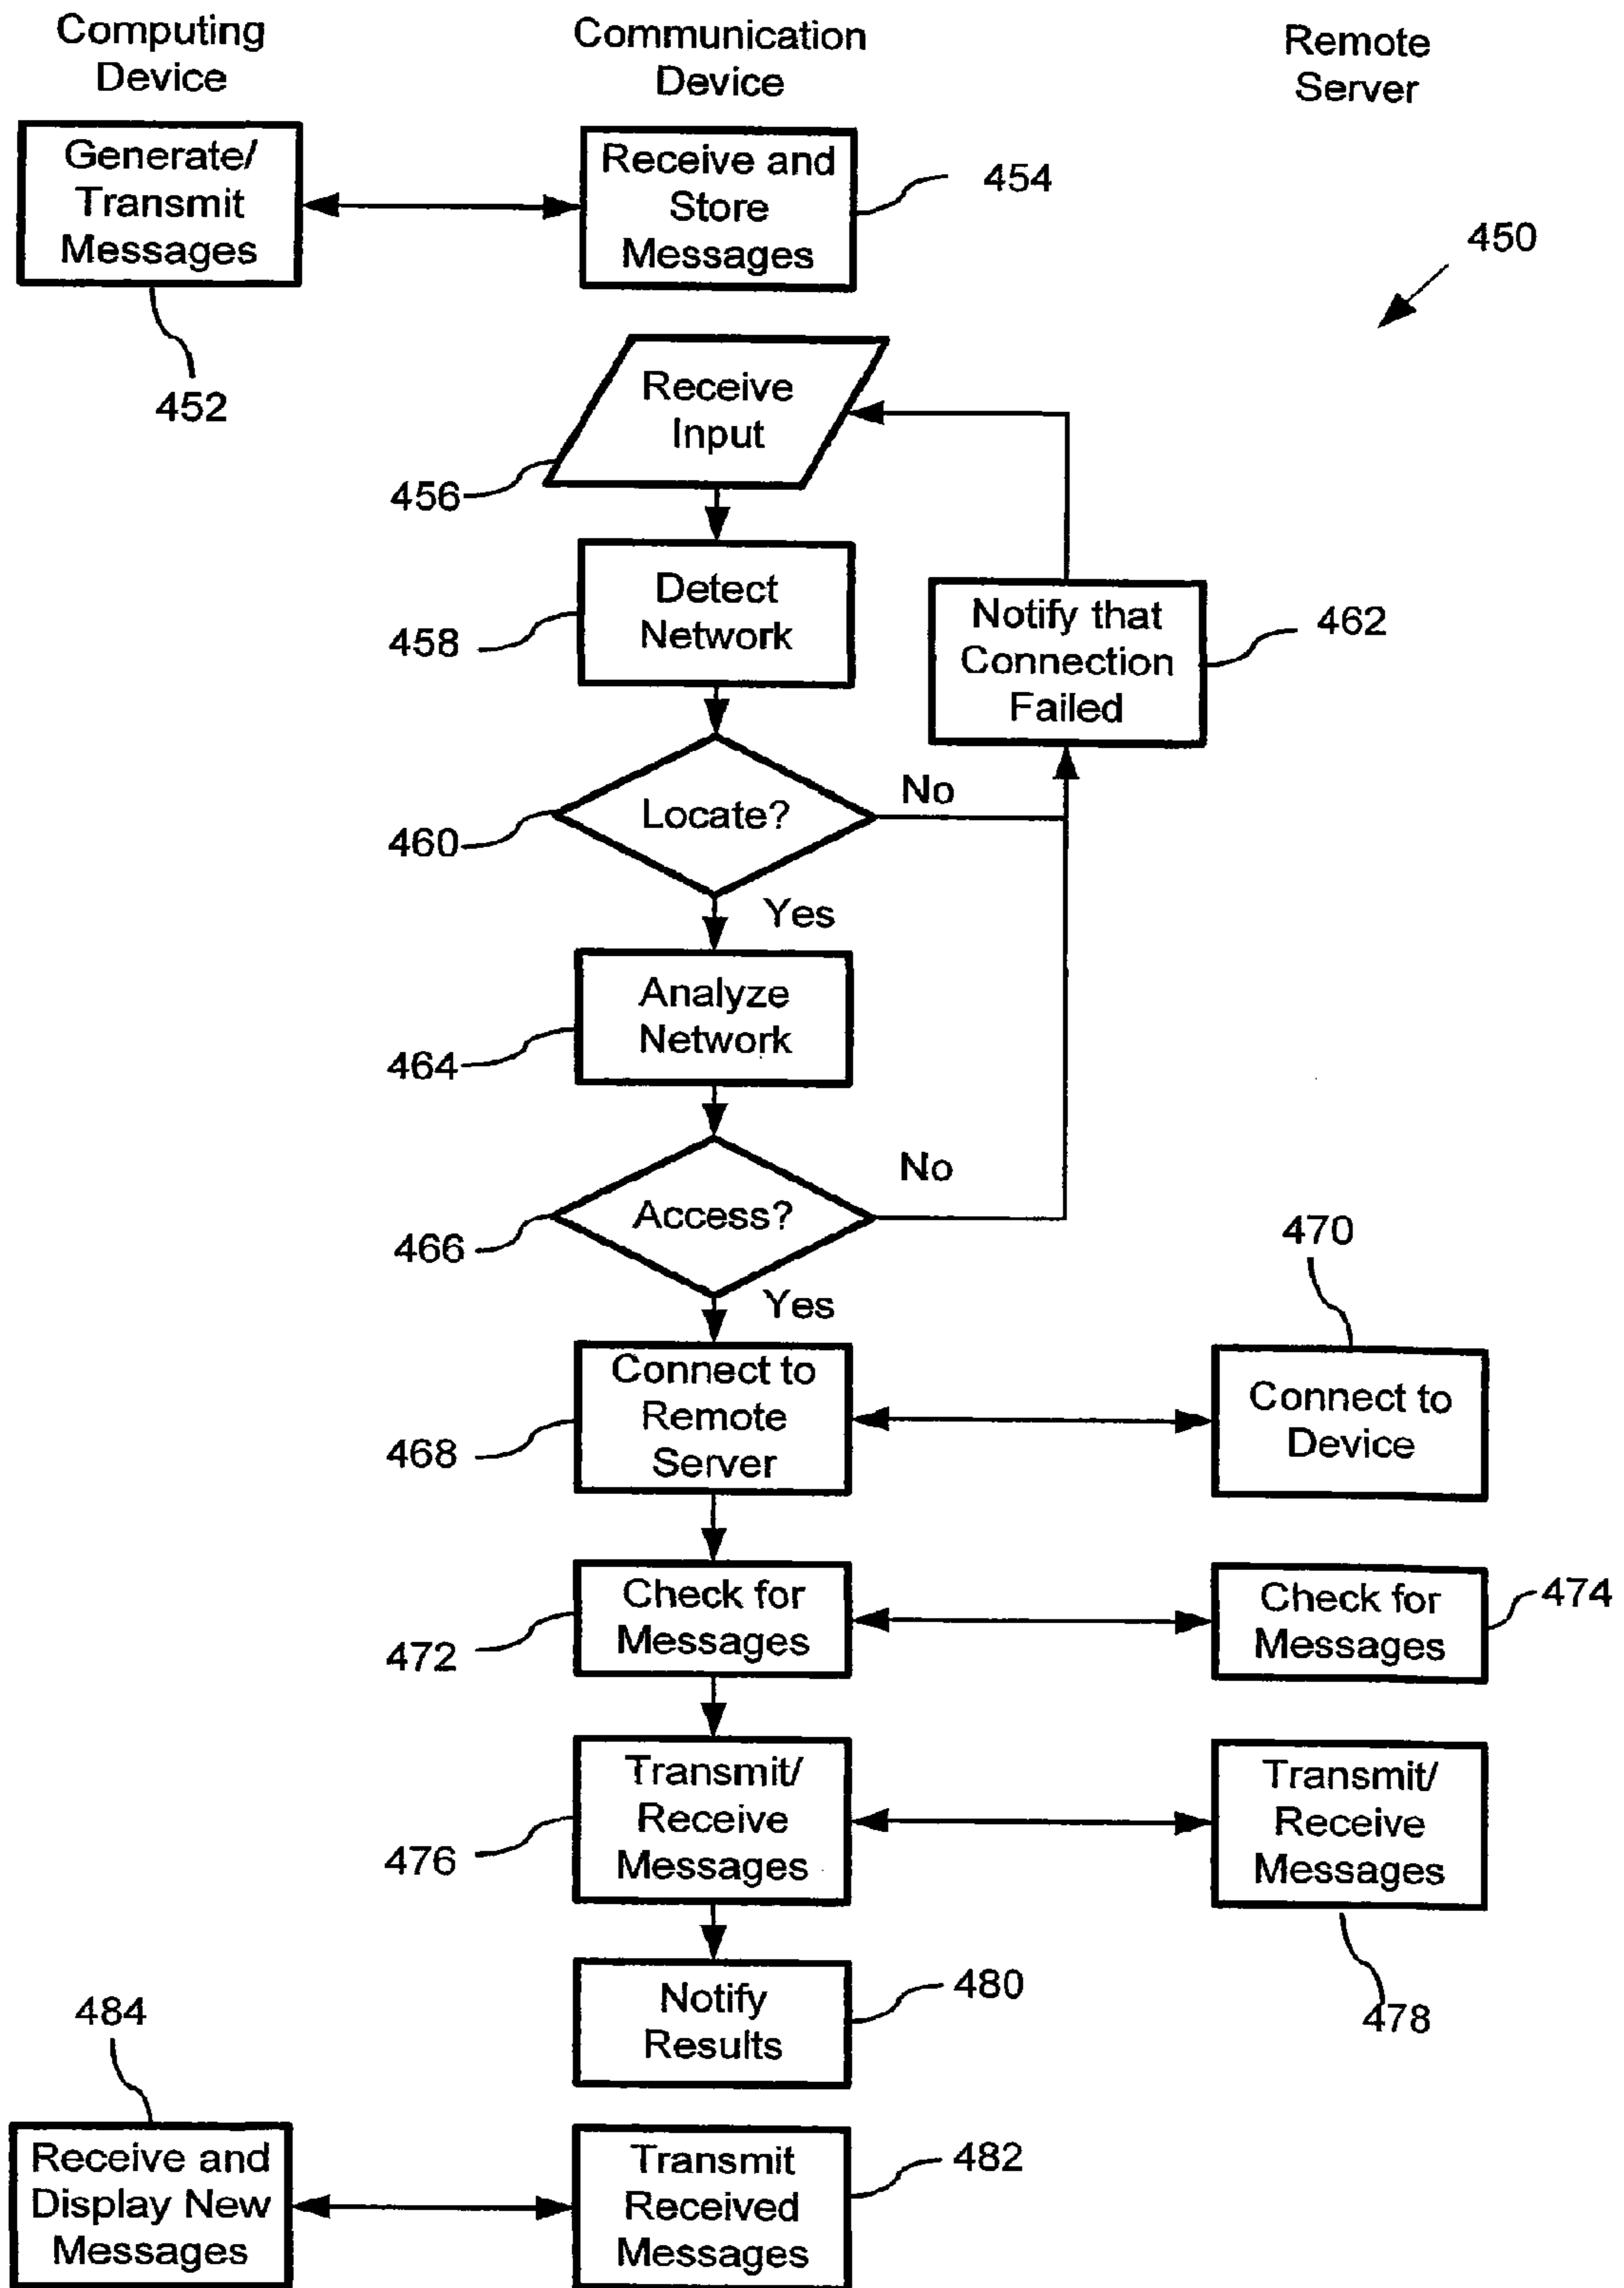 Computing
Device
Communication
Device
Remote
Server
Generate/
Transmit
Messages
452
Receive and
Store
Messages
454
450
Receive
Input
456
Detect
Network
458
Notify that
Connection
Failed
462
Locate?
460
No
Yes
Analyze
Network
464
Access?
466
No
Yes
Connect to
Remote
Server
468
470
Connect to
Device
Check for
Messages
472
Check for
Messages
474
Transmit/
Receive
Messages
476
Transmit/
Receive
Messages
478
Notify
Results
480
484
Receive and
Display New
Messages
Transmit
Received
Messages
482